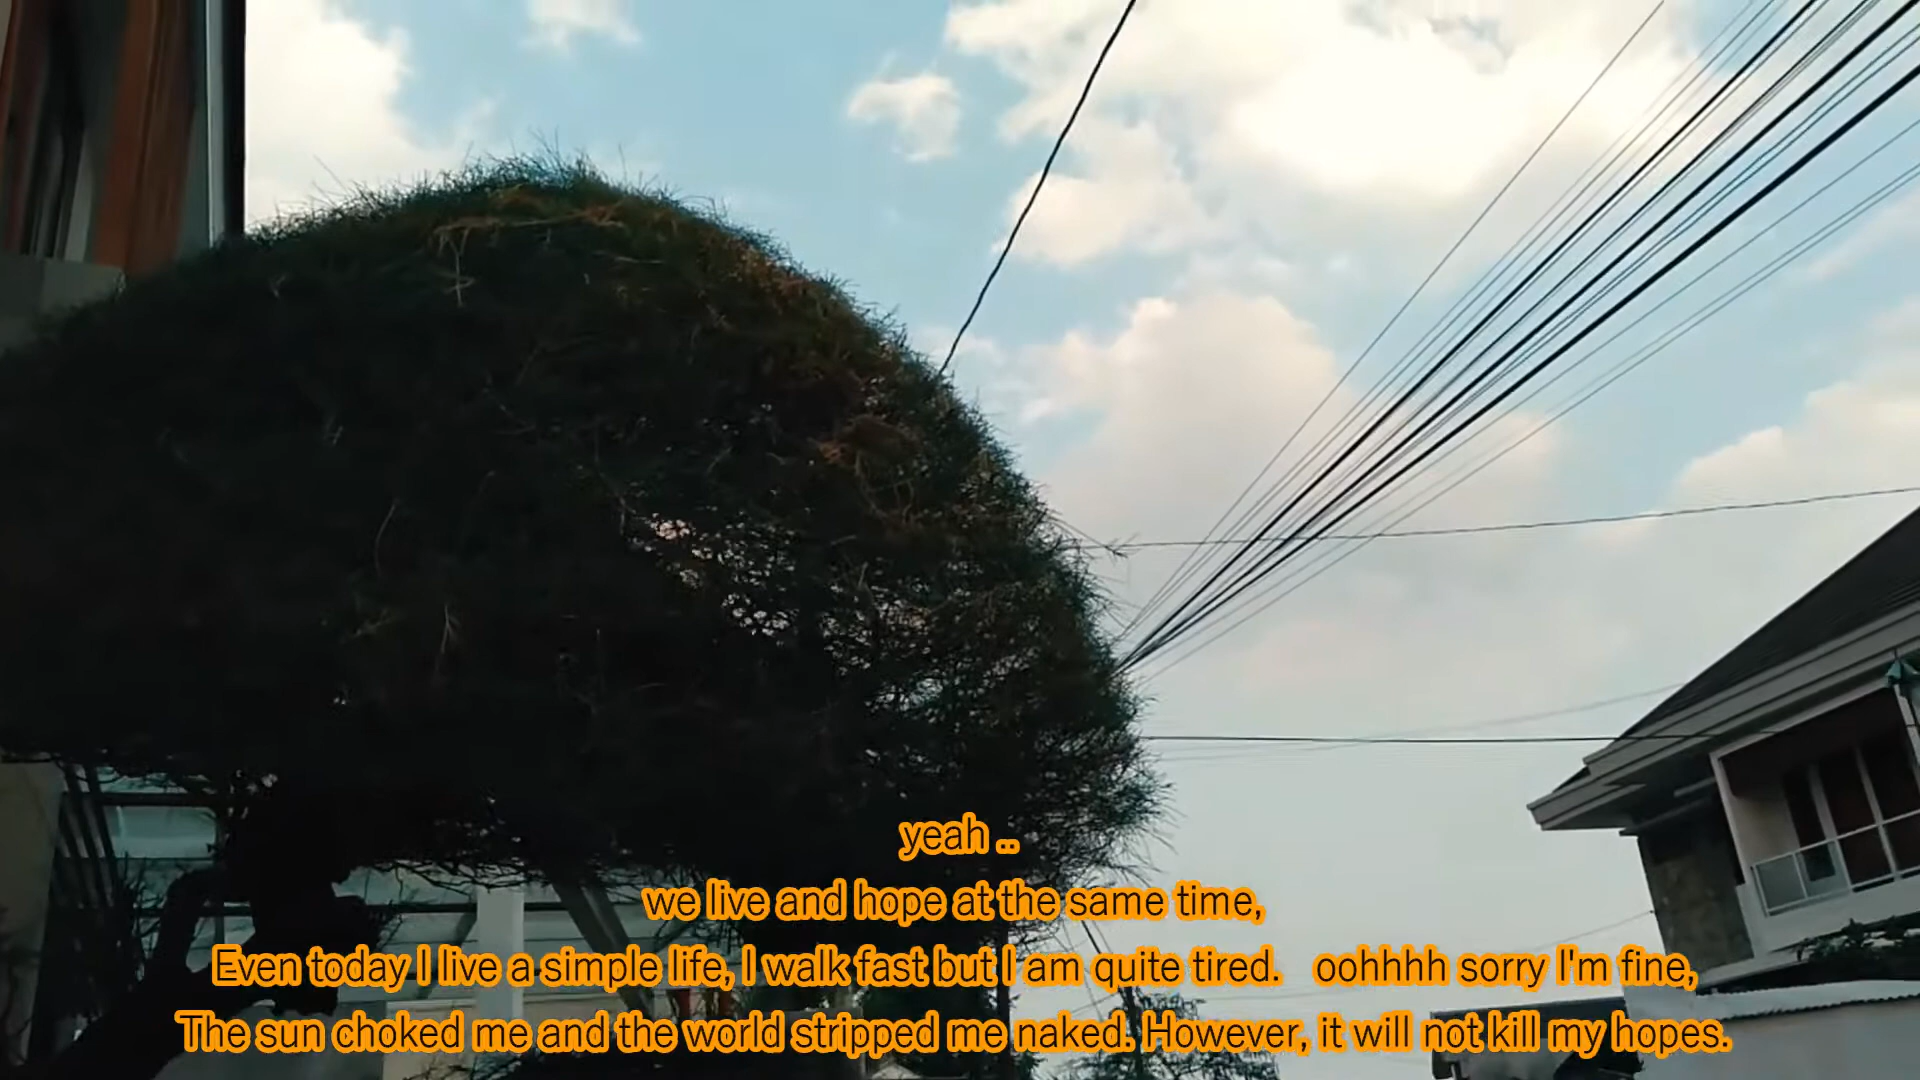 yeah ..
we live and hope at the same time,
Even today I live a simple life, I walk fast but I am quite tired.   oohhhh sorry I'm fine,
The sun choked me and the world stripped me naked. However, it will not kill my hopes.